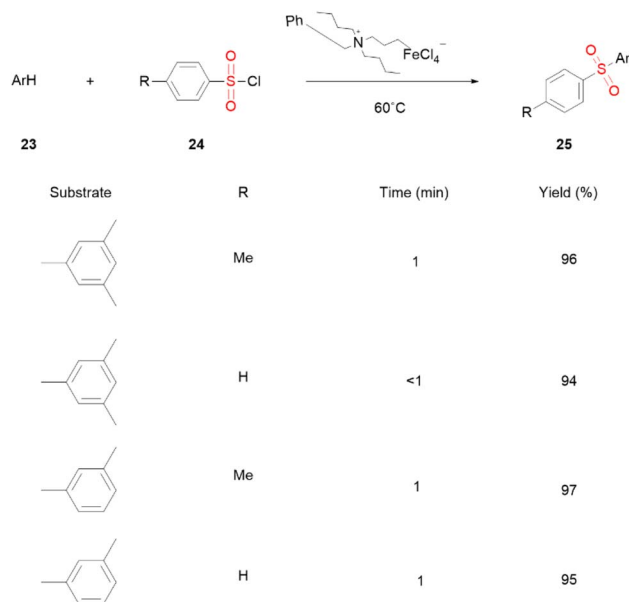 Ph
N+
FeCl4−
ArH + R S O O Cl
60°C
R S O O Ar
23 24 25
Substrate R Time (min) Yield (%)
Me 1 96
H <1 94
Me 1 97
H 1 95